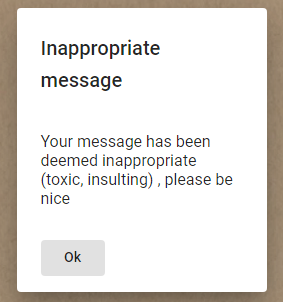 Inappropriate
message
Your message has been
deemed inappropriate
(toxic, insulting) , please be
nice
Ok